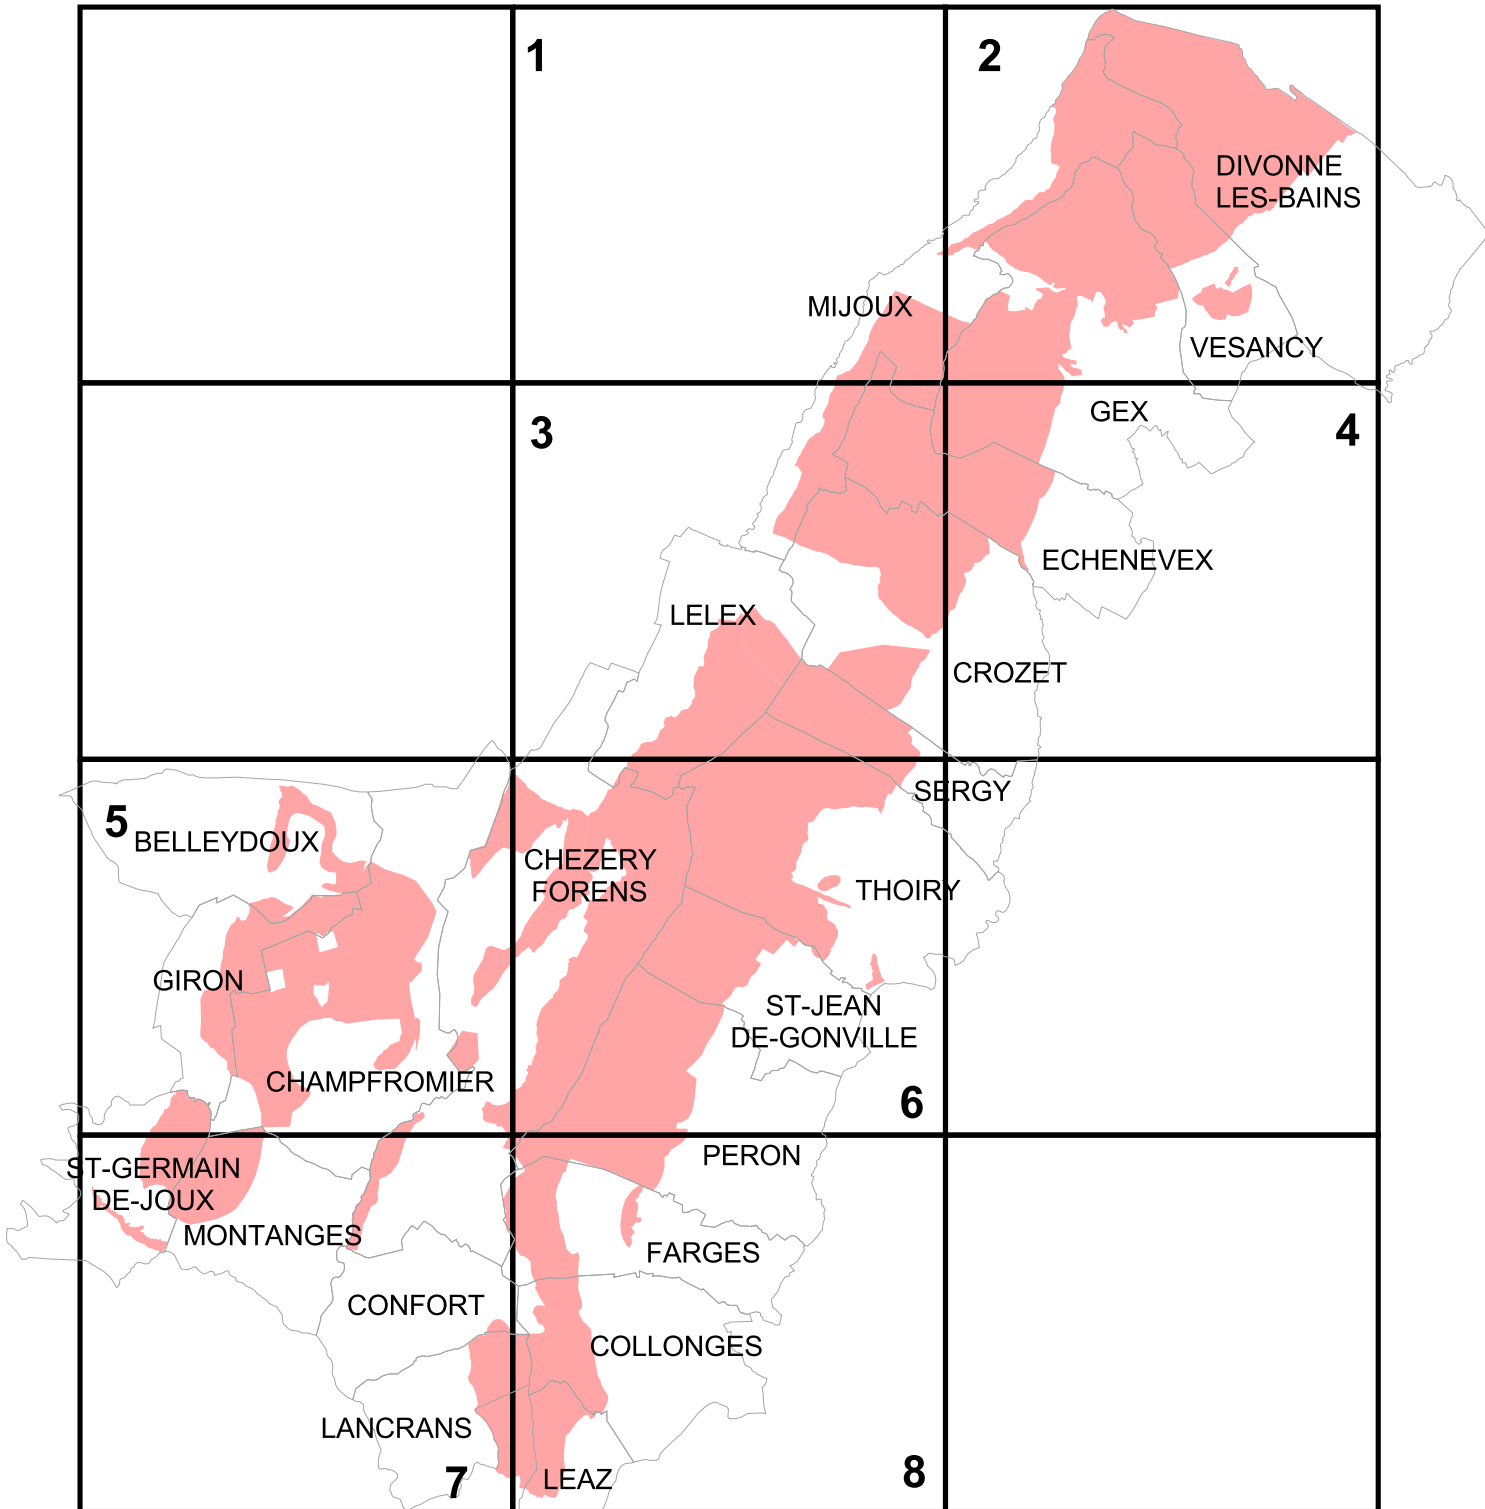 1
2
DIVONNE
LES-BAINS
MIJOUX
VESANCY
GEX
3
4
ECHENEVEX
LELEX
CROZET
SERGY
5
BELLEYDOUX
CHEZERY
FORENS
THOIRY
GIRON
ST-JEAN
DE-GONVILLE
CHAMPFROMIER
6
PERON
ST-GERMAIN
DE-JOUX
MONTANGES
FARGES
CONFORT
COLLONGES
LANCRANS
7
LEAZ
8